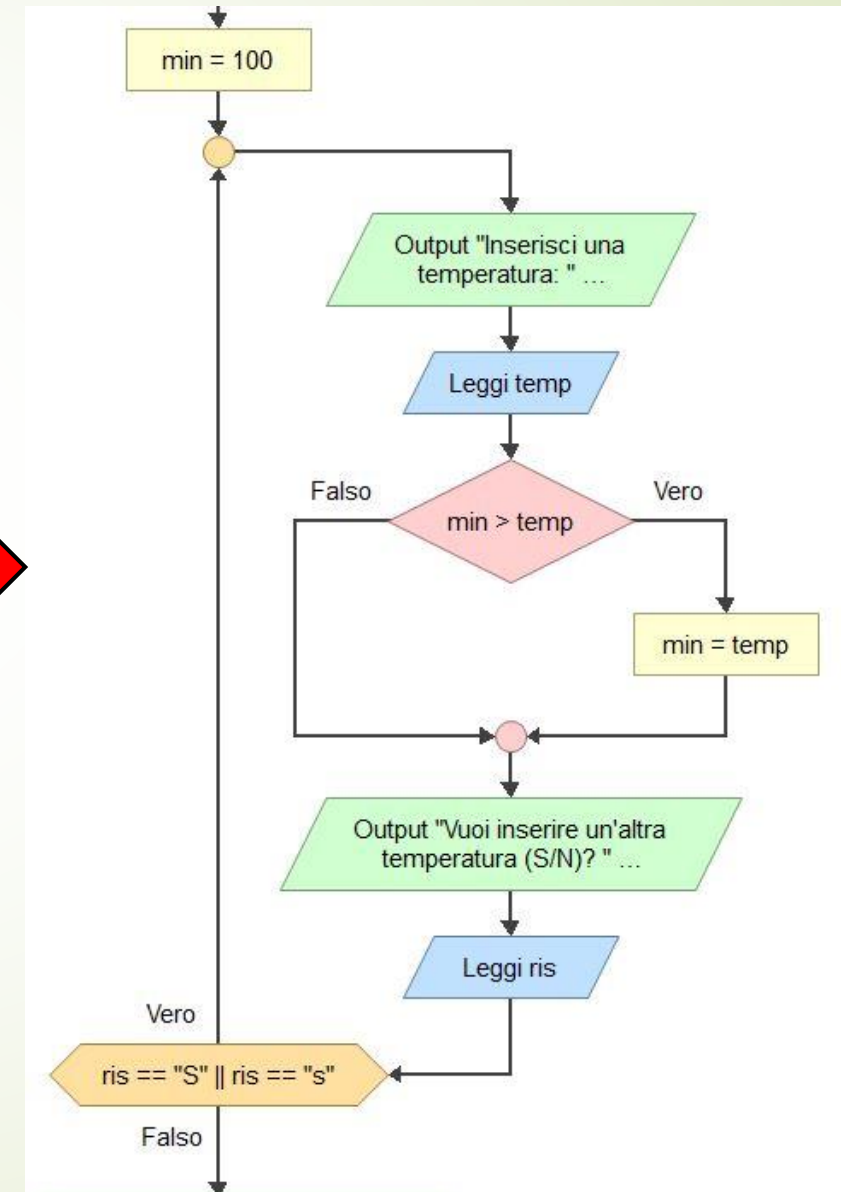 min = 100
Output "Inserisci una
temperatura: " ...
Leggi temp
Falso
Vero
min > temp
min = temp
Output "Vuoi inserire un'altra
temperatura (S/N)? " ...
Leggi ris
Vero
ris == "S" || ris == "s"
Falso